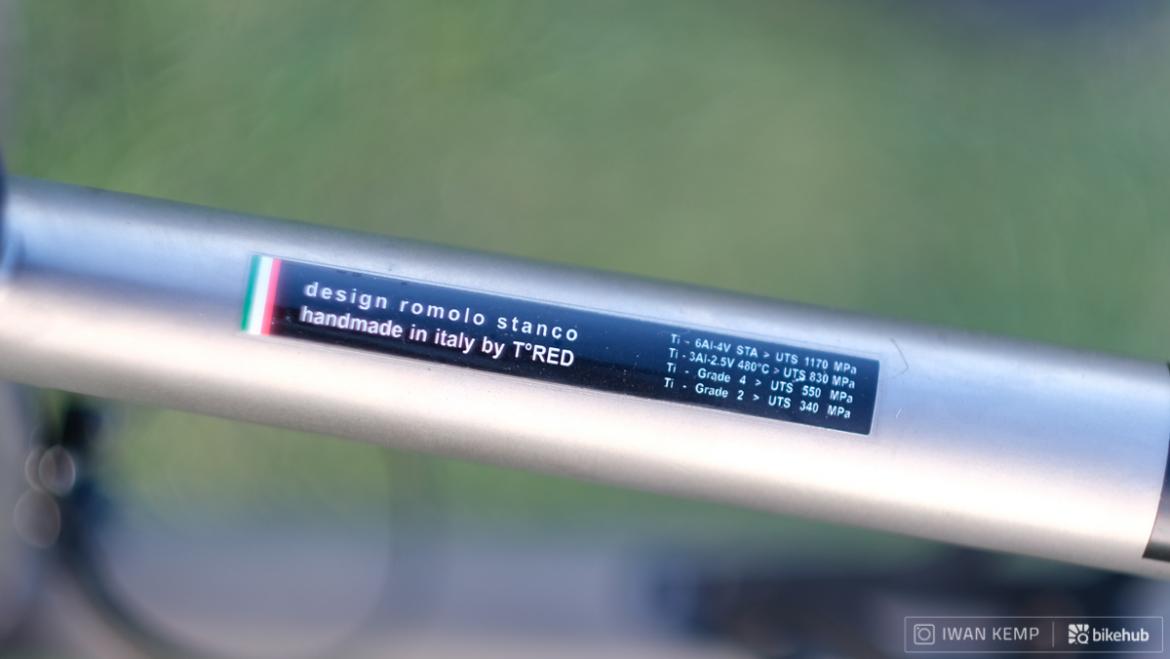 design romolo stanco
handmade in italy by T°RED
Ti - 6Al-4V STA > UTS 1170 MPa
Ti - 3Al-2.5V 480°C > UTS 830 MPa
Ti - Grade 4 > UTS 550 MPa
Ti - Grade 2 > UTS 340 MPa
IWAN KEMP
bikehub